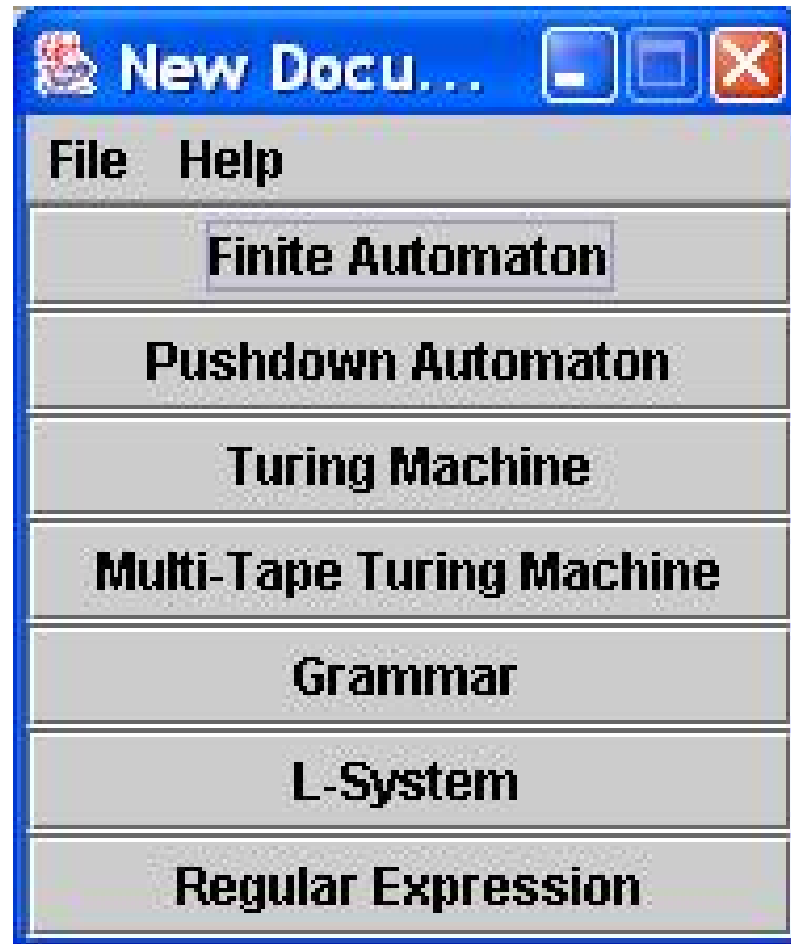 New Docu...
File Help
Finite Automaton
Pushdown Automaton
Turing Machine
Multi-Tape Turing Machine
Grammar
L-System
Regular Expression